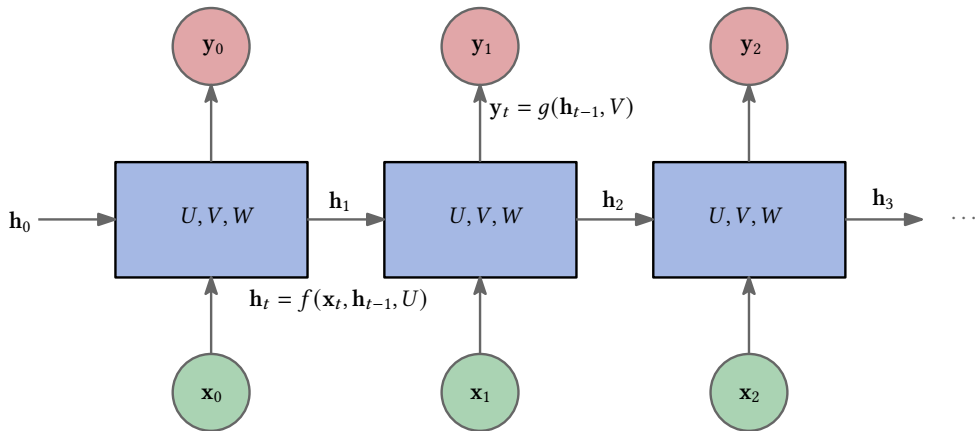 y₀ y₁ y₂
yₜ = g(hₜ₋₁, V)
h₀ U, V, W h₁ U, V, W h₂ U, V, W h₃ ···
hₜ = f(xₜ, hₜ₋₁, U)
x₀ x₁ x₂